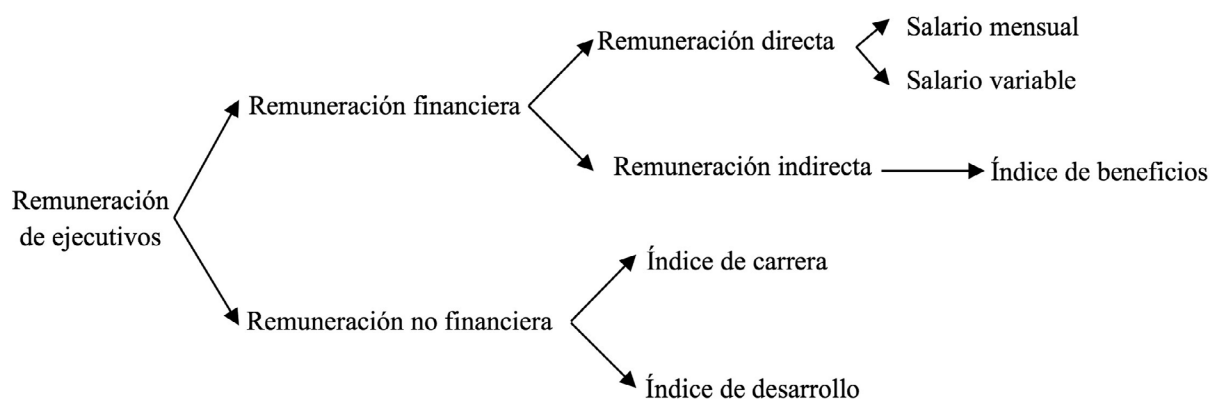 Salario mensual
Remuneración directa
Salario variable
Remuneración financiera
Remuneración indirecta
Índice de beneficios
Remuneración
de ejecutivos
Índice de carrera
Remuneración no financiera
Índice de desarrollo